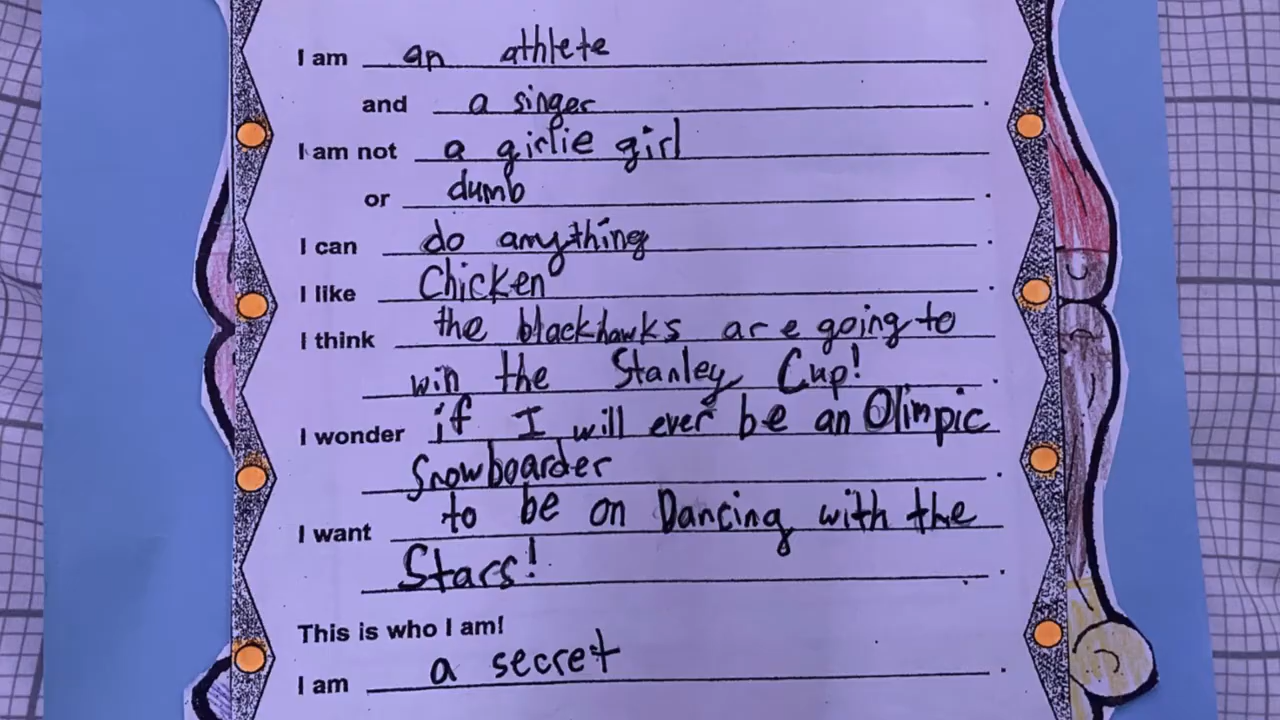 I am an athlete
and a singer.
I am not a girlie girl
or dumb.
I can do anything.
I like Chicken.
I think the blackhawks are going to
win the Stanley Cup!.
I wonder if I will ever be an Olimpic
Snowboarder.
I want to be on Dancing with the
Stars!.
This is who I am!
I am a secret.